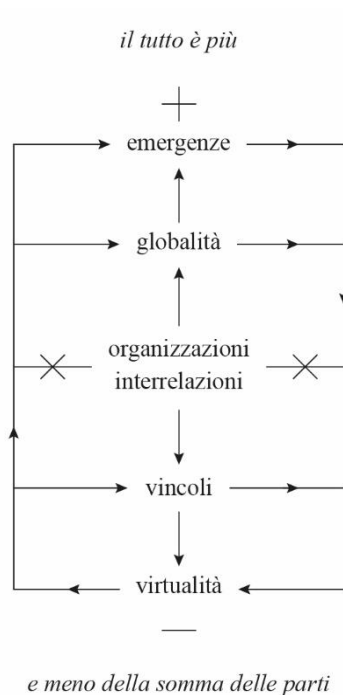 il tutto è più
+
emergenze
globalità
organizzazioni
interrelazioni
vincoli
virtualità
—
e meno della somma delle parti